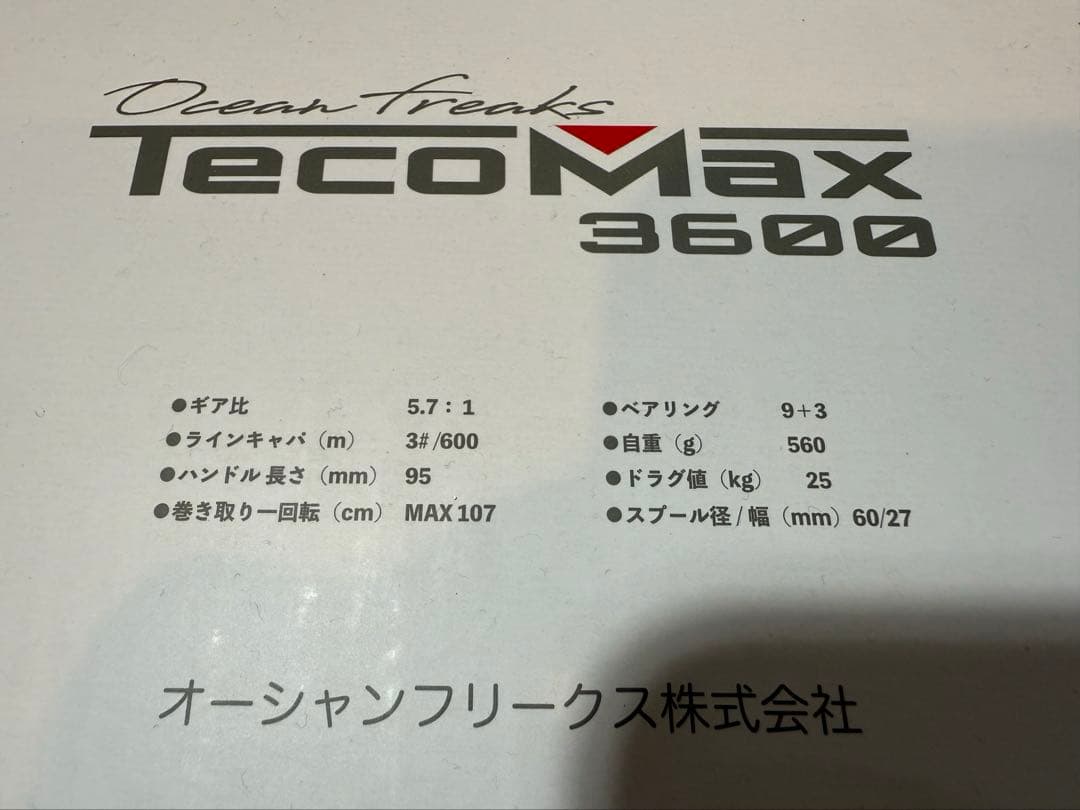 Ocean Freaks
TecoMax
3600
●ギア比 5.7：1
●ラインキャパ（m） 3#/600
●ハンドル長さ（mm） 95
●巻き取り一回転（cm） MAX 107
●ベアリング 9+3
●自重（g） 560
●ドラグ値（kg） 25
●スプール径/幅（mm）60/27
オーシャンフリークス株式会社